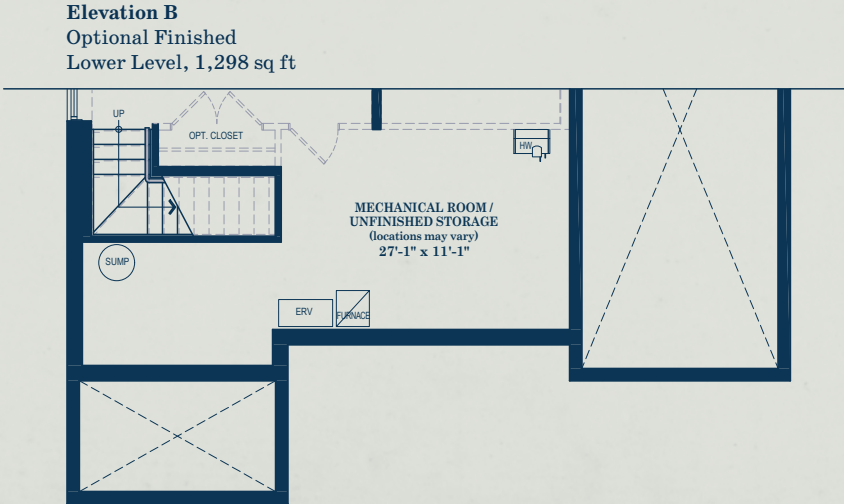 Elevation B
Optional Finished
Lower Level, 1,298 sq ft
UP
OPT. CLOSET
HW
MECHANICAL ROOM /
UNFINISHED STORAGE
(locations may vary)
27'-1" x 11'-1"
SUMP
ERV
FURNACE